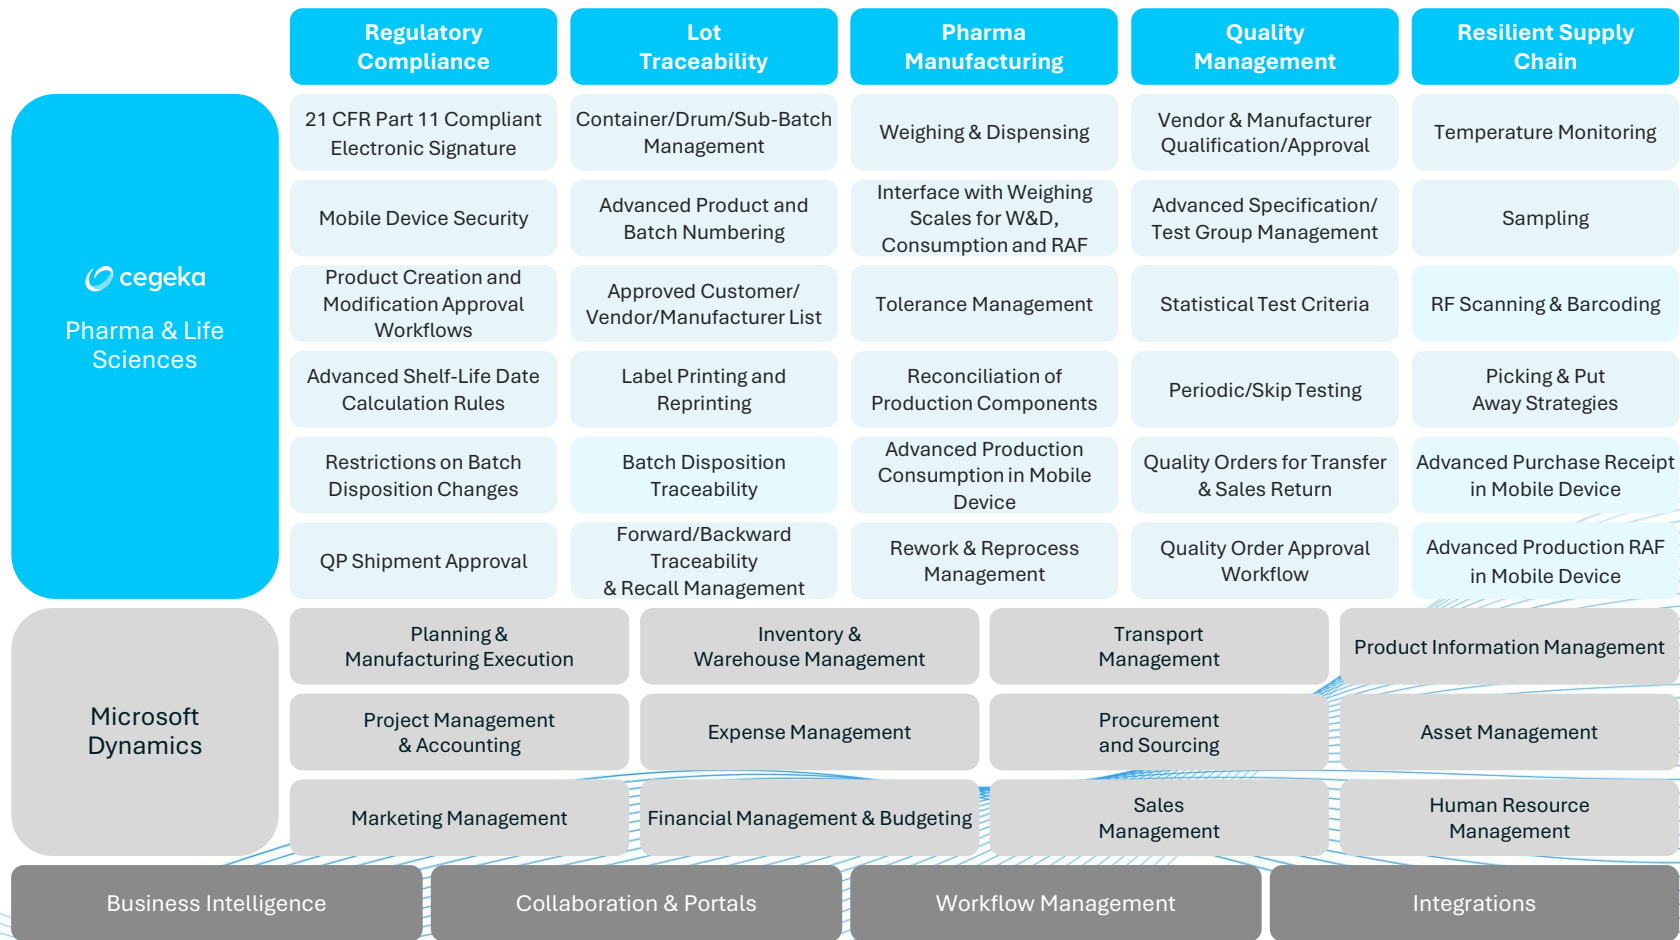 Regulatory
Compliance
Lot
Traceability
Pharma
Manufacturing
Quality
Management
Resilient Supply
Chain
cegeka
Pharma & Life
Sciences
21 CFR Part 11 Compliant
Electronic Signature
Container/Drum/Sub-Batch
Management
Weighing & Dispensing
Vendor & Manufacturer
Qualification/Approval
Temperature Monitoring
Mobile Device Security
Advanced Product and
Batch Numbering
Interface with Weighing
Scales for W&D,
Consumption and RAF
Advanced Specification/
Test Group Management
Sampling
Product Creation and
Modification Approval
Workflows
Approved Customer/
Vendor/Manufacturer List
Tolerance Management
Statistical Test Criteria
RF Scanning & Barcoding
Advanced Shelf-Life Date
Calculation Rules
Label Printing and
Reprinting
Reconciliation of
Production Components
Periodic/Skip Testing
Picking & Put
Away Strategies
Restrictions on Batch
Disposition Changes
Batch Disposition
Traceability
Advanced Production
Consumption in Mobile
Device
Quality Orders for Transfer
& Sales Return
Advanced Purchase Receipt
in Mobile Device
QP Shipment Approval
Forward/Backward
Traceability
& Recall Management
Rework & Reprocess
Management
Quality Order Approval
Workflow
Advanced Production RAF
in Mobile Device
Microsoft
Dynamics
Planning &
Manufacturing Execution
Inventory &
Warehouse Management
Transport
Management
Product Information Management
Project Management
& Accounting
Expense Management
Procurement
and Sourcing
Asset Management
Marketing Management
Financial Management & Budgeting
Sales
Management
Human Resource
Management
Business Intelligence
Collaboration & Portals
Workflow Management
Integrations